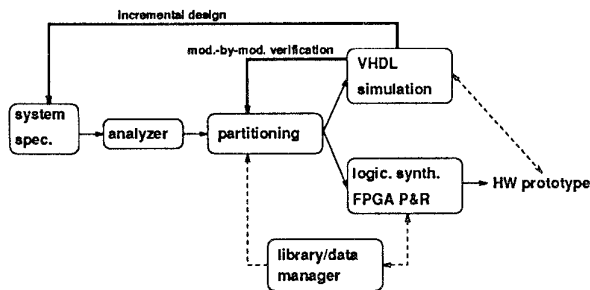 incremental design
mod.-by-mod. verification
VHDL
simulation
system
spec.
analyzer
partitioning
logic. synth.
FPGA P&R
HW prototype
library/data
manager